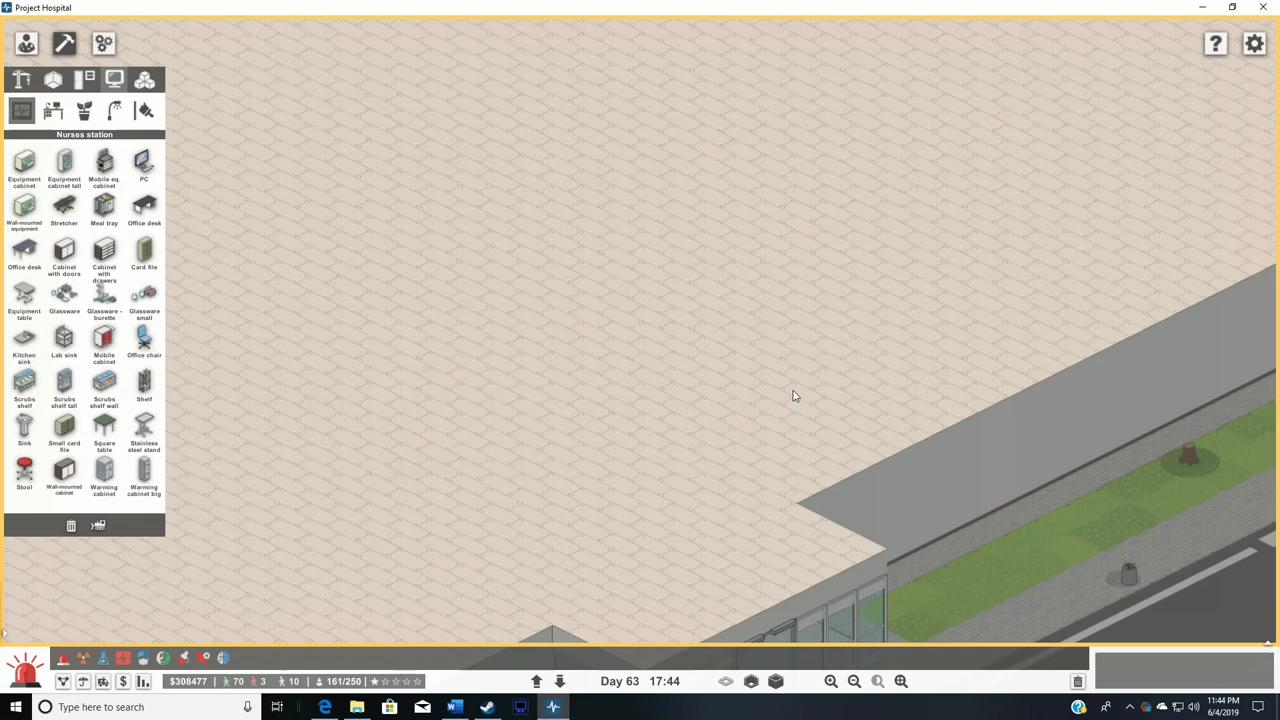 Project Hospital
Nurses station
Equipment cabinet
Equipment cabinet tall
Mobile eq. cabinet
PC
Wall-mounted equipment
Stretcher
Meal tray
Office desk
Office desk
Cabinet with doors
Cabinet with drawers
Card file
Equipment table
Glassware
Glassware - burette
Glassware small
Kitchen sink
Lab sink
Mobile cabinet
Office chair
Scrubs shelf
Scrubs shelf tall
Scrubs shelf wall
Shelf
Sink
Small card file
Square table
Stainless steel stand
Stool
Wall-mounted cabinet
Warming cabinet
Warming cabinet big
$308477 70 3 10 161/250
Day 63 17:44
Type here to search
11:44 PM
6/4/2019